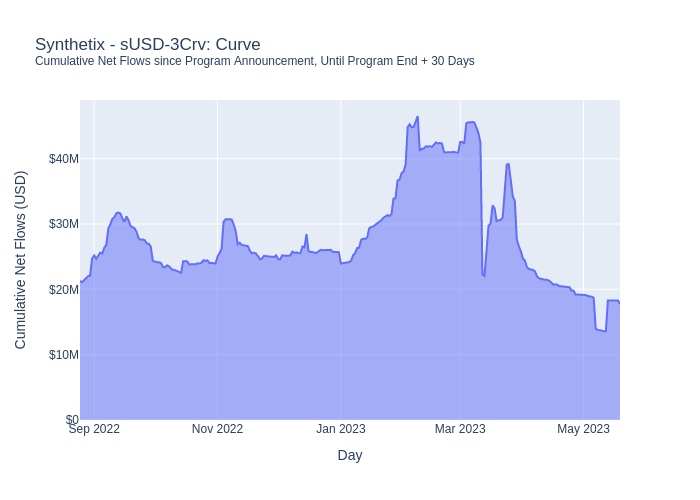 Synthetix - sUSD-3Crv: Curve
Cumulative Net Flows since Program Announcement, Until Program End + 30 Days
Cumulative Net Flows (USD)
$40M
$30M
$20M
$10M
$0
Sep 2022
Nov 2022
Jan 2023
Mar 2023
May 2023
Day